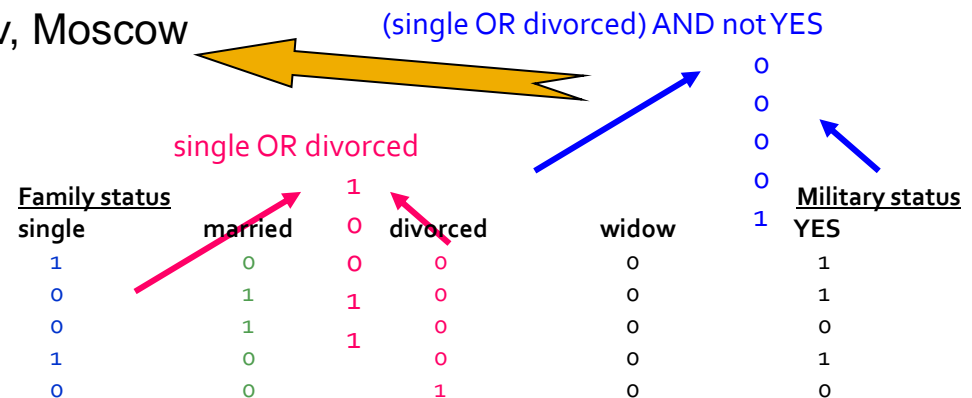 v, Moscow
(single OR divorced) AND not YES
0
0
0
0
1
single OR divorced
1
0
0
1
1
Family status
Military status
single married divorced widow YES
1 0 0 0 1
0 1 0 0 1
0 1 0 0 0
1 0 0 0 1
0 0 1 0 0